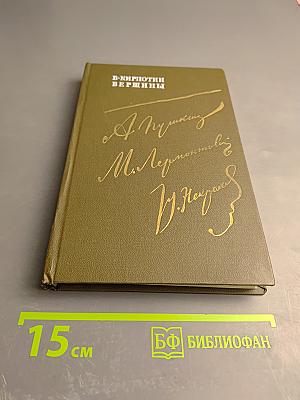 В·КИРПОТИН
ВЕРШИНЫ
А. Пушкин
М. Лермонтов
Н. Некрасов
15 см
БФ БИБЛИОФАН